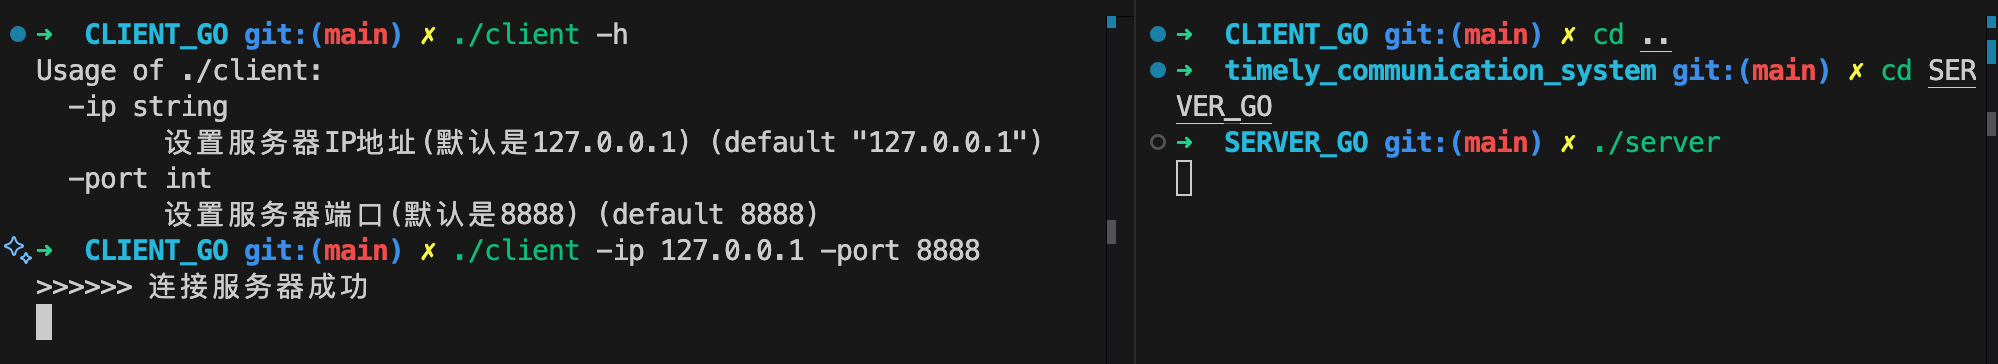 ➜  CLIENT_GO git:(main) ✗ ./client -h
Usage of ./client:
  -ip string
        设置服务器IP地址(默认是127.0.0.1) (default "127.0.0.1")
  -port int
        设置服务器端口(默认是8888) (default 8888)
➜  CLIENT_GO git:(main) ✗ ./client -ip 127.0.0.1 -port 8888
>>>>>> 连接服务器成功
➜  CLIENT_GO git:(main) ✗ cd ..
➜  timely_communication_system git:(main) ✗ cd SER
VER_GO
➜  SERVER_GO git:(main) ✗ ./server